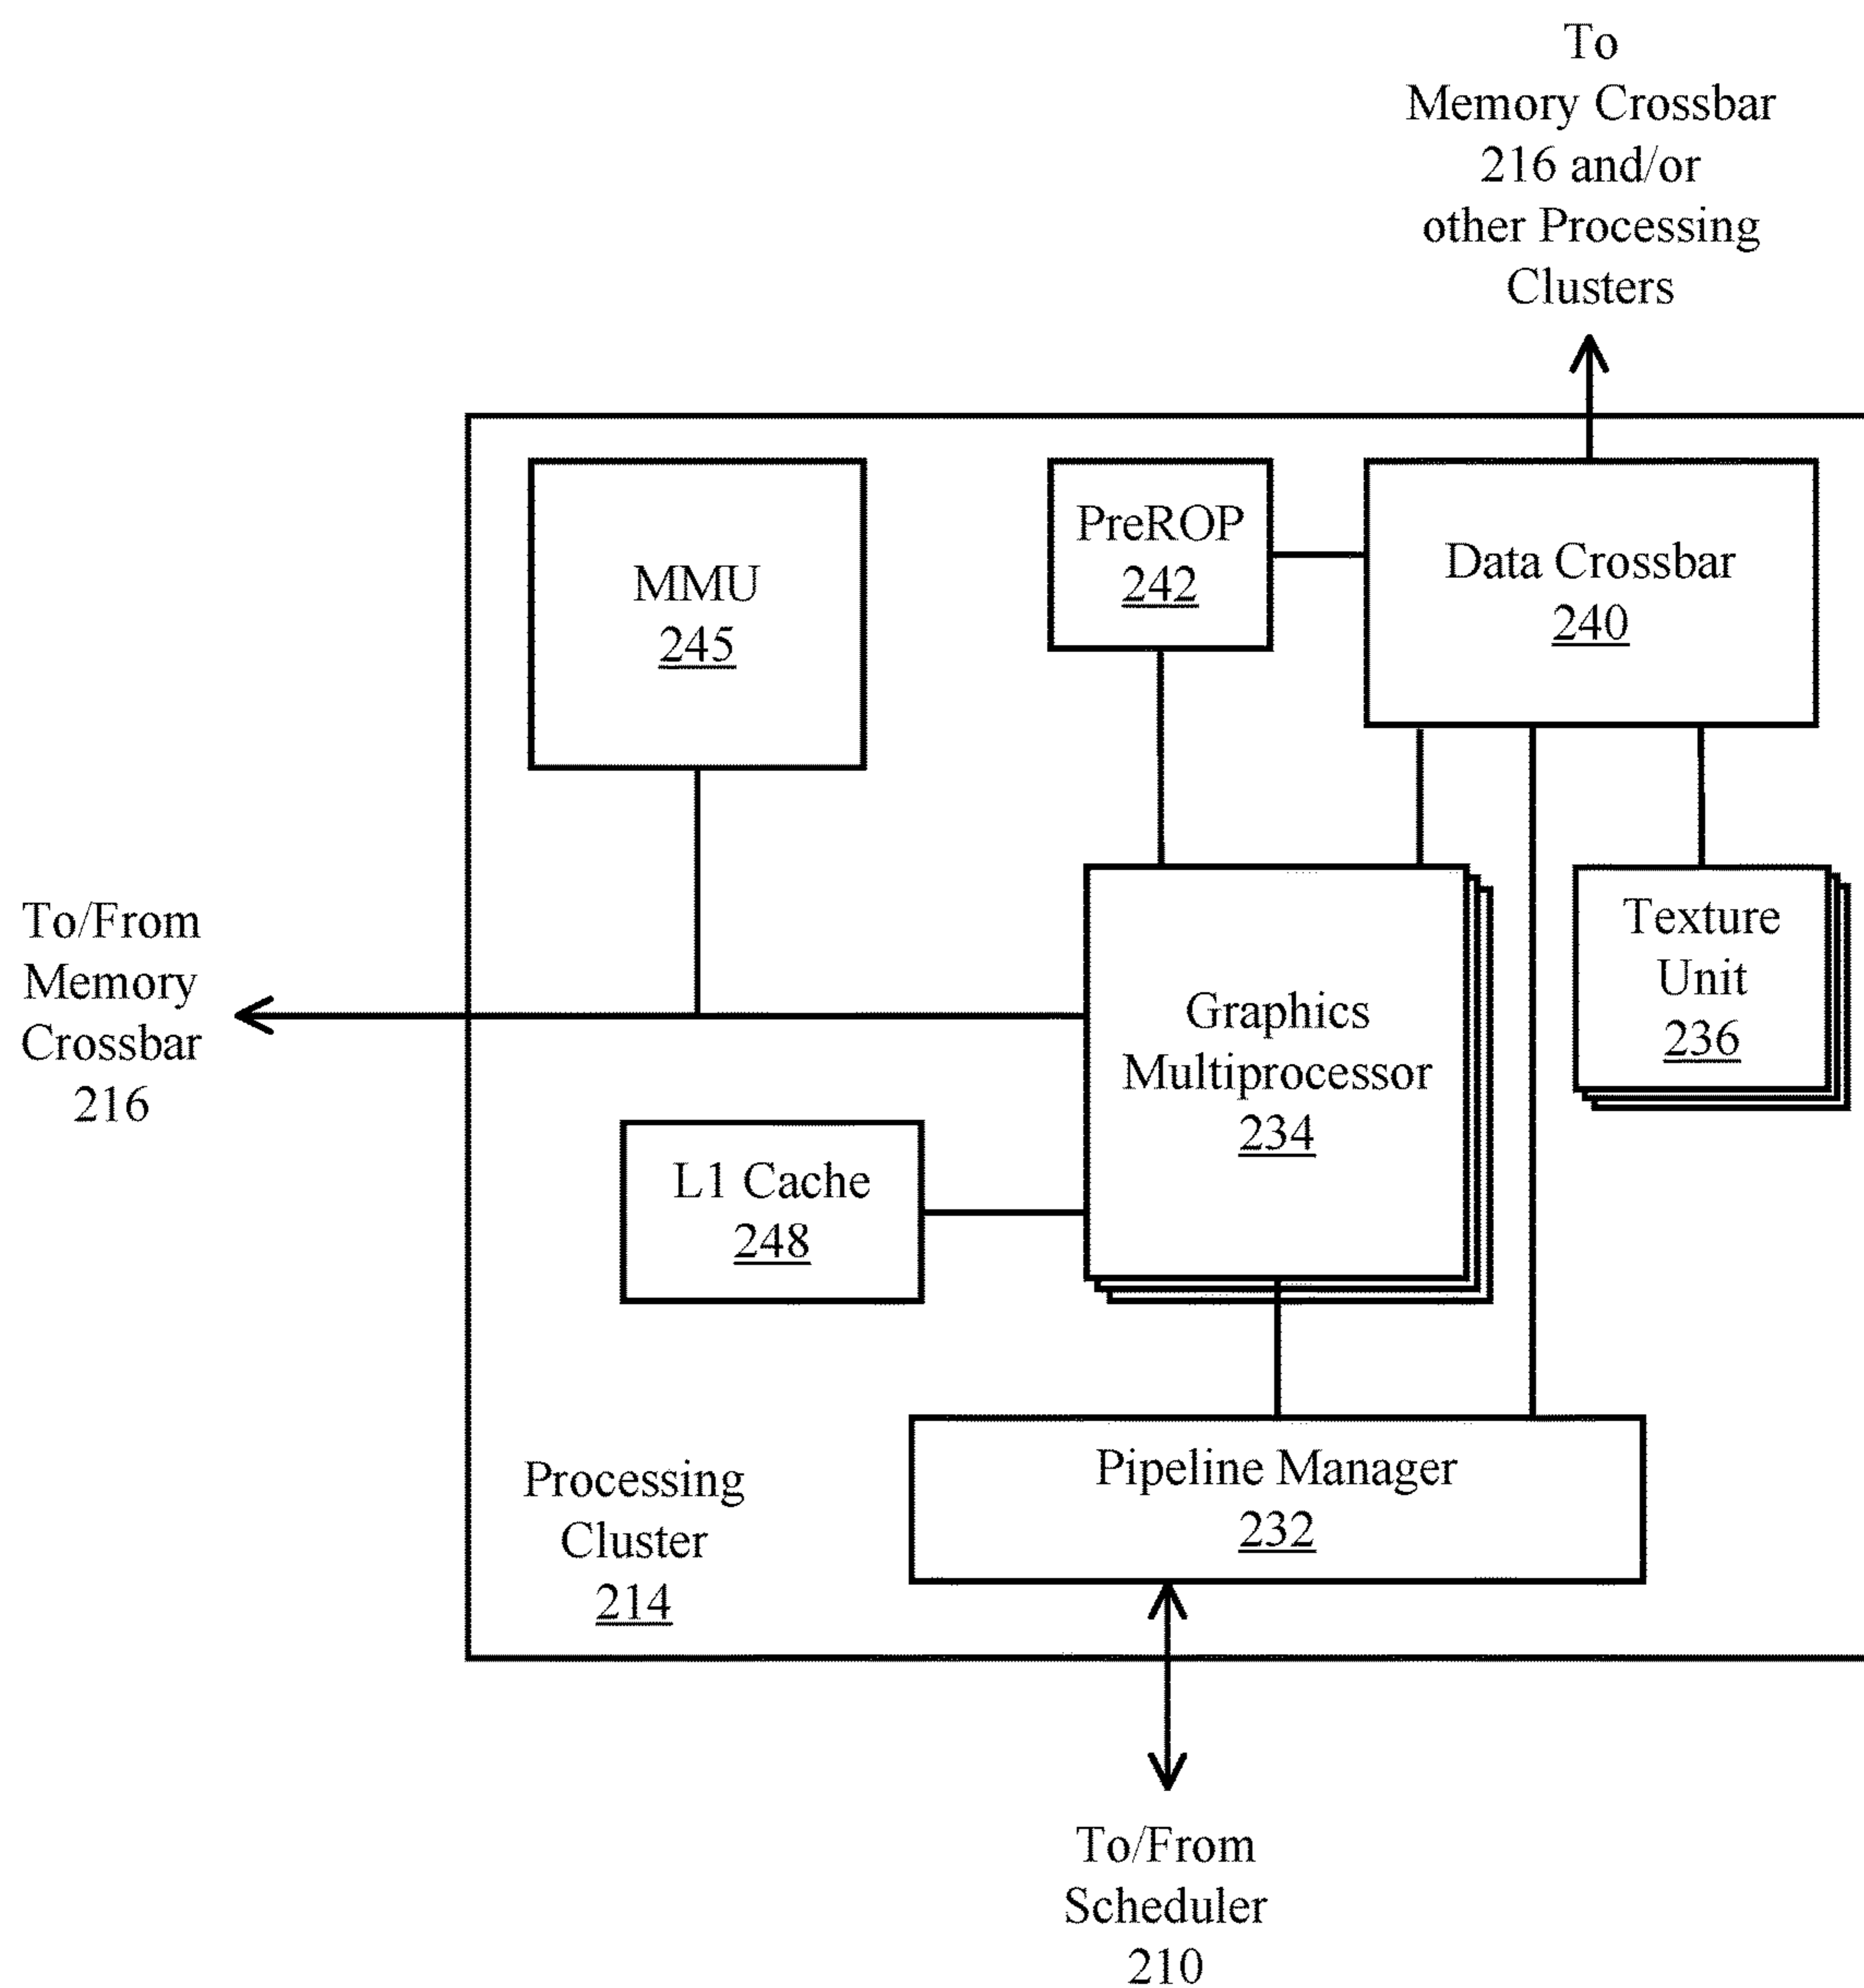 To
Memory Crossbar
216 and/or
other Processing
Clusters
MMU
245
PreROP
242
Data Crossbar
240
To/From
Memory
Crossbar
216
Graphics
Multiprocessor
234
Texture
Unit
236
L1 Cache
248
Processing
Cluster
214
Pipeline Manager
232
To/From
Scheduler
210